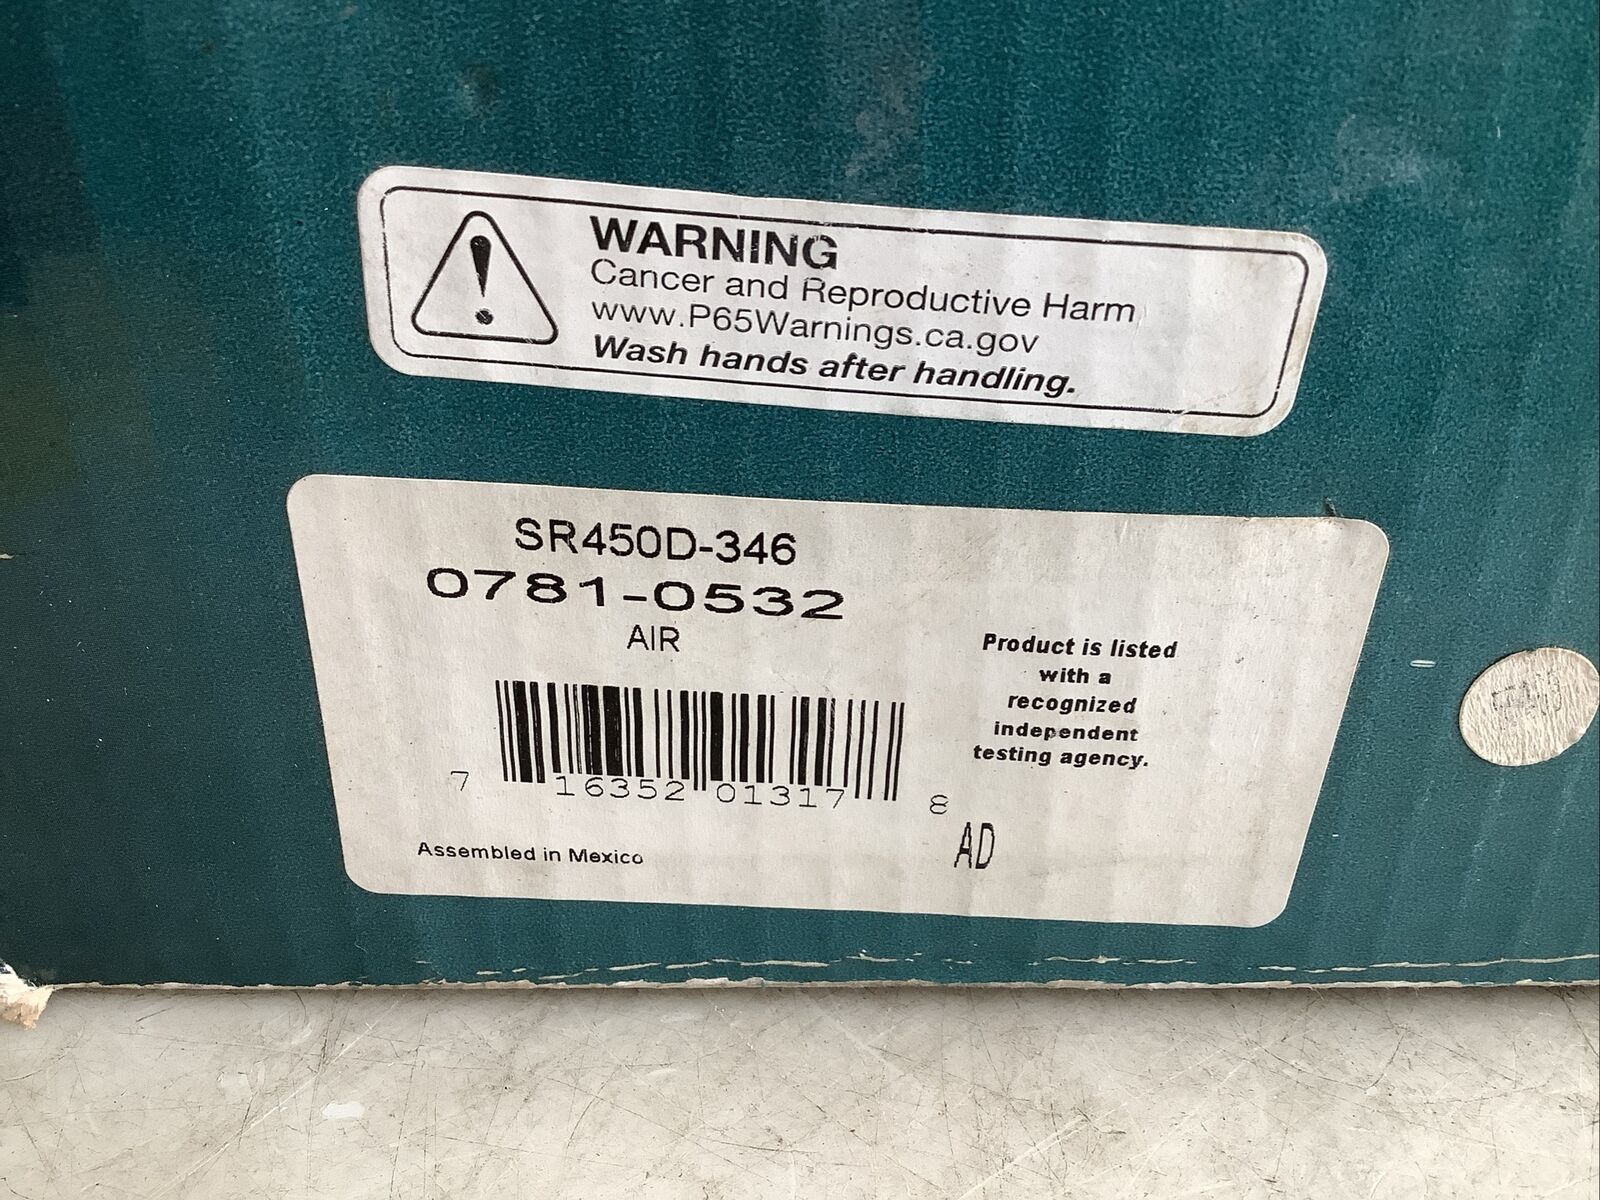 WARNING
Cancer and Reproductive Harm
www.P65Warnings.ca.gov
Wash hands after handling.
SR450D-346
0781-0532
AIR
Product is listed
with a
recognized
independent
testing agency.
7 16352 01317 8
AD
Assembled in Mexico